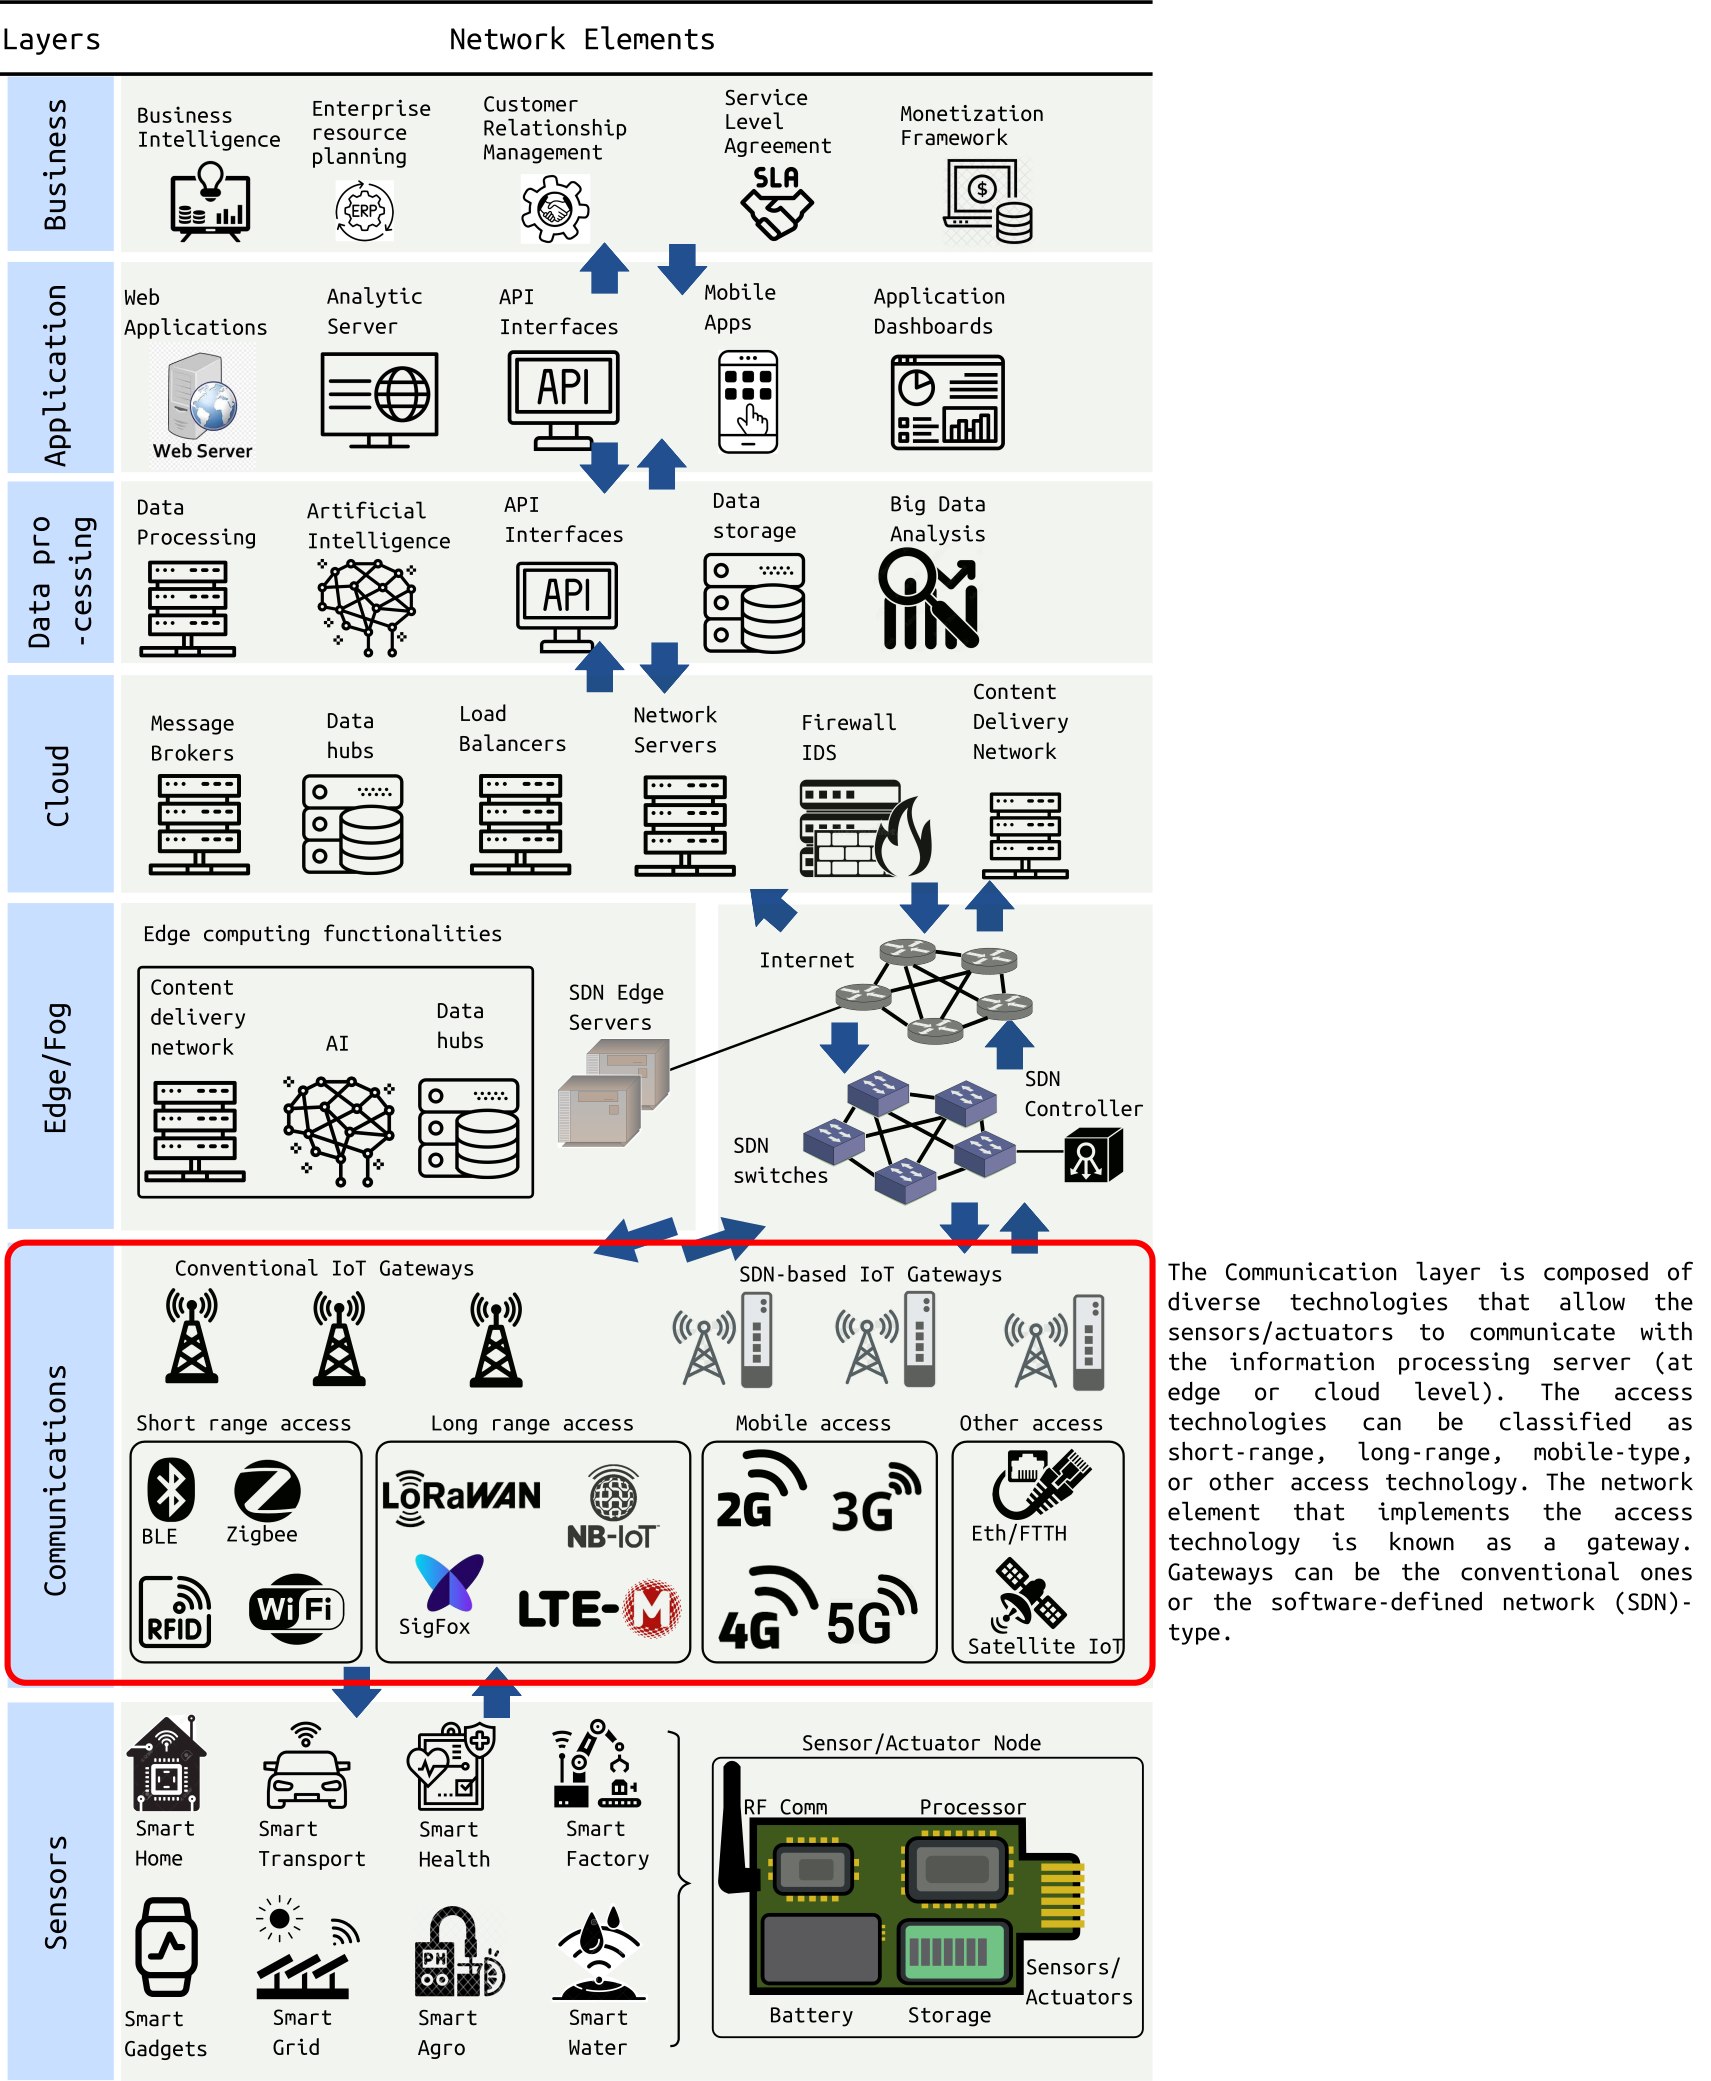 Layers
Network Elements
Business
Business
Intelligence
Enterprise
resource
planning
ERP
Customer
Relationship
Management
Service
Level
Agreement
SLA
Monetization
Framework
$
Application
Web
Applications
Web Server
Analytic
Server
API
Interfaces
API
Mobile
Apps
Application
Dashboards
Data pro
-cessing
Data
Processing
Artificial
Intelligence
API
Interfaces
API
Data
storage
Big Data
Analysis
Cloud
Message
Brokers
Data
hubs
Load
Balancers
Network
Servers
Firewall
IDS
Content
Delivery
Network
Edge/Fog
Edge computing functionalities
Content
delivery
network
AI
Data
hubs
SDN Edge
Servers
Internet
SDN
switches
SDN
Controller
Communications
Conventional IoT Gateways
SDN-based IoT Gateways
Short range access
BLE
Zigbee
RFID
WiFi
Long range access
LoRaWAN
NB-IoT
SigFox
LTE-M
Mobile access
2G
3G
4G
5G
Other access
Eth/FTTH
Satellite IoT
The Communication layer is composed of
diverse technologies that allow the
sensors/actuators to communicate with
the information processing server (at
edge or cloud level). The access
technologies can be classified as
short-range, long-range, mobile-type,
or other access technology. The network
element that implements the access
technology is known as a gateway.
Gateways can be the conventional ones
or the software-defined network (SDN)-
type.
Sensors
Smart
Home
Smart
Transport
Smart
Health
Smart
Factory
Smart
Gadgets
Smart
Grid
PH
Smart
Agro
Smart
Water
Sensor/Actuator Node
RF Comm
Processor
Battery
Storage
Sensors/
Actuators